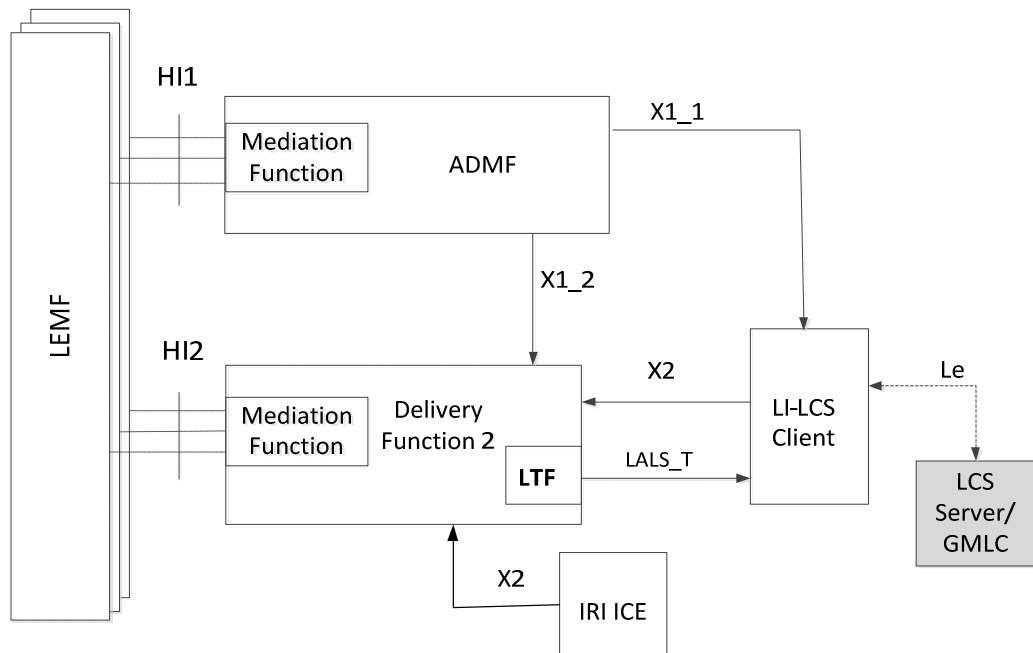 HI1
X1_1
Mediation
Function
ADMF
X1_2
LEMF
HI2
X2
Le
Mediation
Function
Delivery
Function 2
LI-LCS
Client
LTF
LALS_T
LCS
Server/
GMLC
X2
IRI ICE